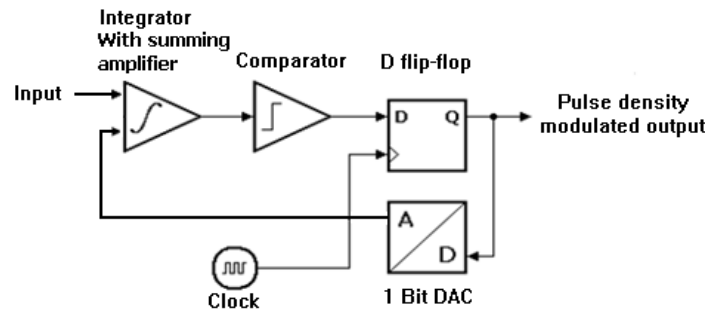 Integrator
With summing
amplifier
Comparator
D flip-flop
Input
D
Q
Pulse density
modulated output
A
D
Clock
1 Bit DAC